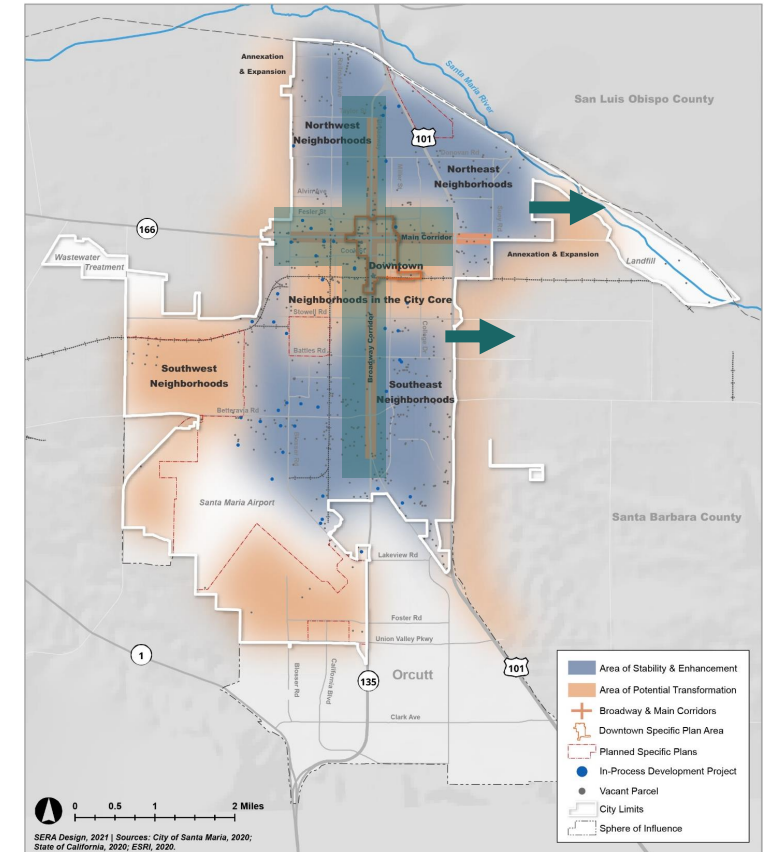 Annexation
& Expansion
Santa Maria River
San Luis Obispo County
Northwest
Neighborhoods
101
Northeast
Neighborhoods
Alvin Ave
Foster St
166
Main Corridor
Wastewater
Treatment
Cook St
Annexation & Expansion
Landfill
Downtown
Neighborhoods in the City Core
Stowell Rd
Broadway Corridor
College Dr
Battles Rd
Southwest
Neighborhoods
Southeast
Neighborhoods
Betteravia Rd
Santa Maria Airport
Santa Barbara County
Lakeview Rd
Foster Rd
Union Valley Pkwy
1
Blosser Rd
California Blvd
135
Orcutt
101
Clark Ave
Area of Stability & Enhancement
Area of Potential Transformation
Broadway & Main Corridors
Downtown Specific Plan Area
Planned Specific Plans
In-Process Development Project
Vacant Parcel
City Limits
Sphere of Influence
0 0.5 1 2 Miles
SERA Design, 2021 | Sources: City of Santa Maria, 2020;
State of California, 2020; ESRI, 2020.